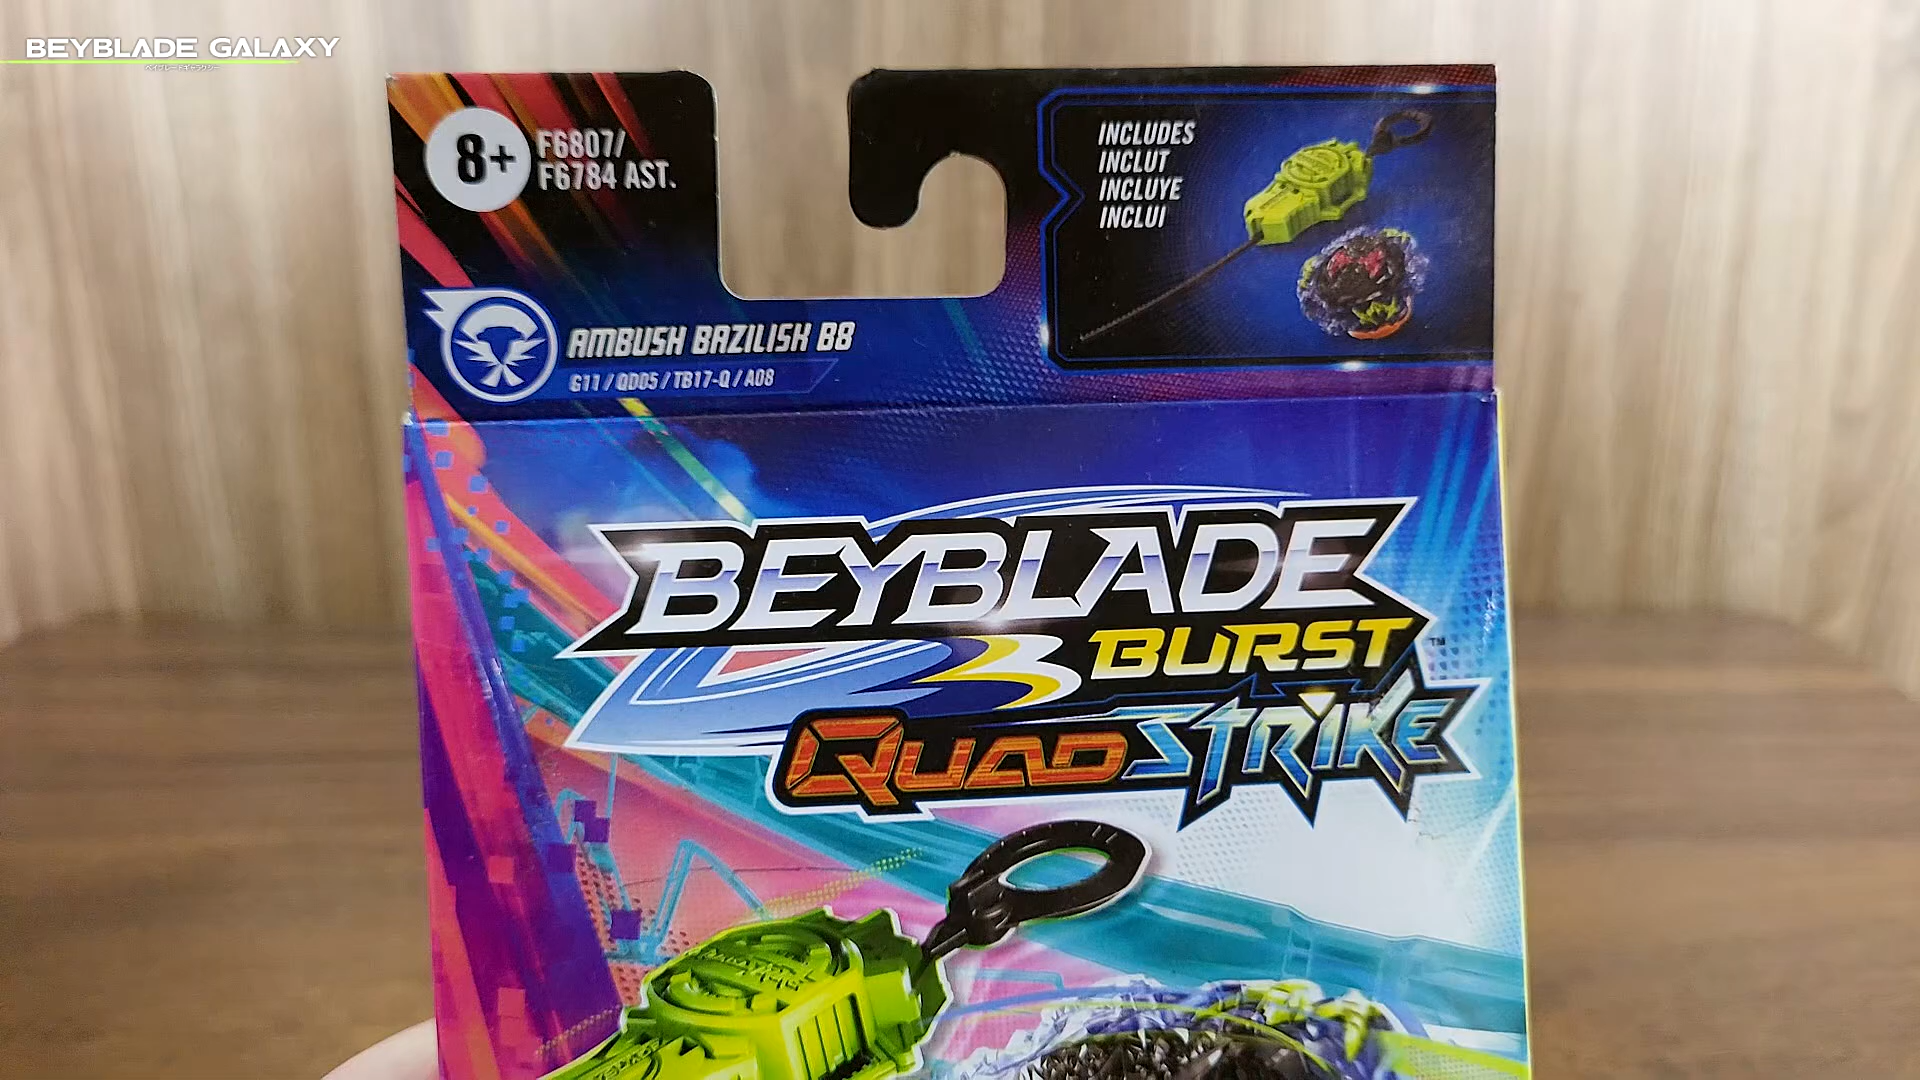 BEYBLADE GALAXY
8+
F6807/
F6784 AST.
INCLUDES
INCLUT
INCLUYE
INCLUI
AMBUSH BAZILISK B8
G11 / QD05 / TB17-Q / A08
BEYBLADE
BURST
™
QUADSTRIKE